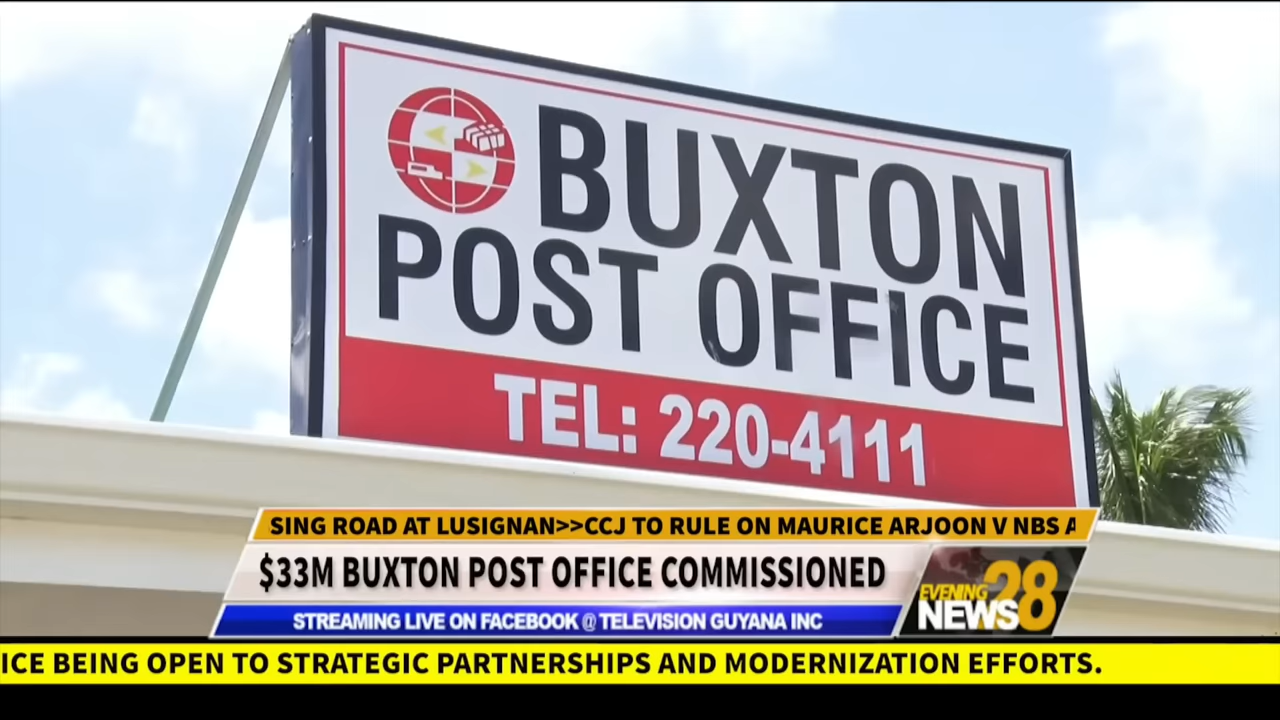 BUXTON
POST OFFICE
TEL: 220-4111
SING ROAD AT LUSIGNAN>>CCJ TO RULE ON MAURICE ARJOON V NBS A
$33M BUXTON POST OFFICE COMMISSIONED
EVENING
NEWS 28
STREAMING LIVE ON FACEBOOK @ TELEVISION GUYANA INC
ICE BEING OPEN TO STRATEGIC PARTNERSHIPS AND MODERNIZATION EFFORTS.